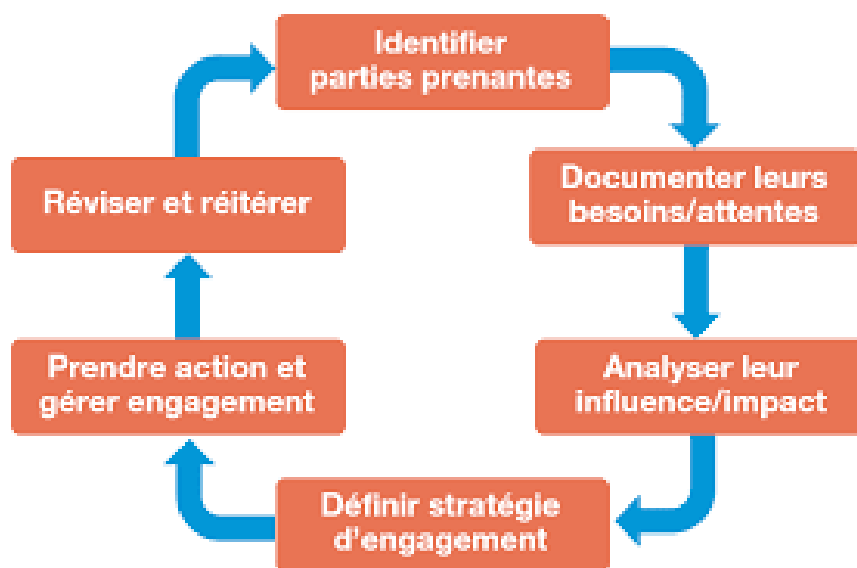 Identifier
parties prenantes
Documenter leurs
besoins/attentes
Analyser leur
influence/impact
Définir stratégie
d'engagement
Prendre action et
gérer engagement
Réviser et réitérer